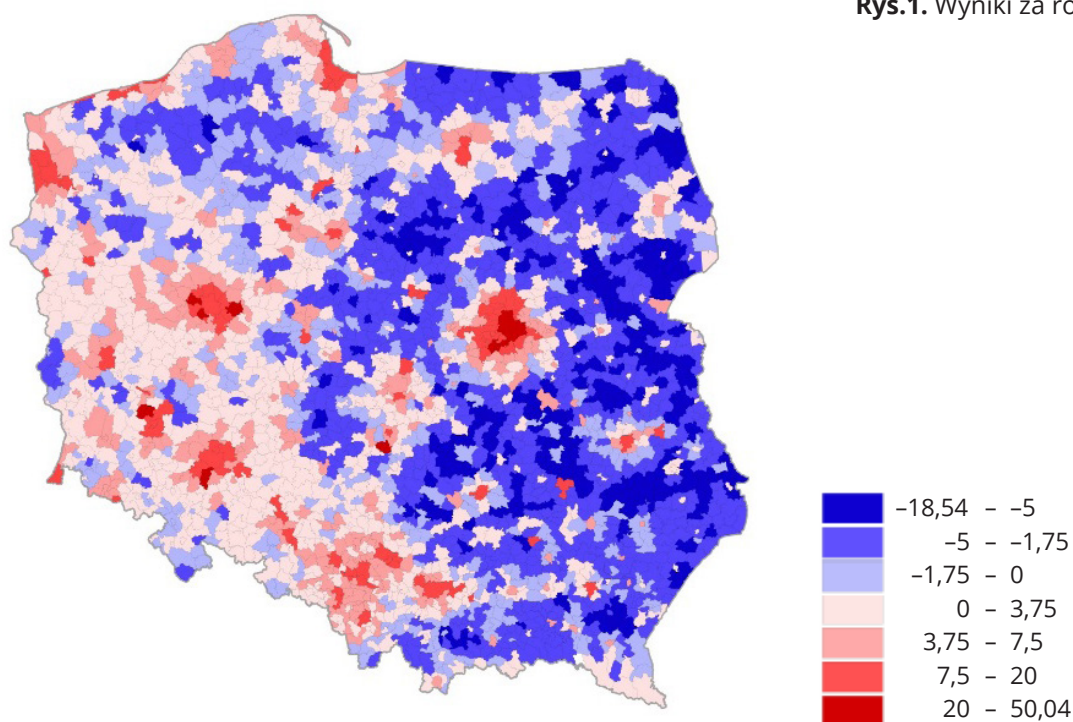 Rys.1. Wyniki za ro
–18,54 – –5
–5 – –1,75
–1,75 – 0
0 – 3,75
3,75 – 7,5
7,5 – 20
20 – 50,04